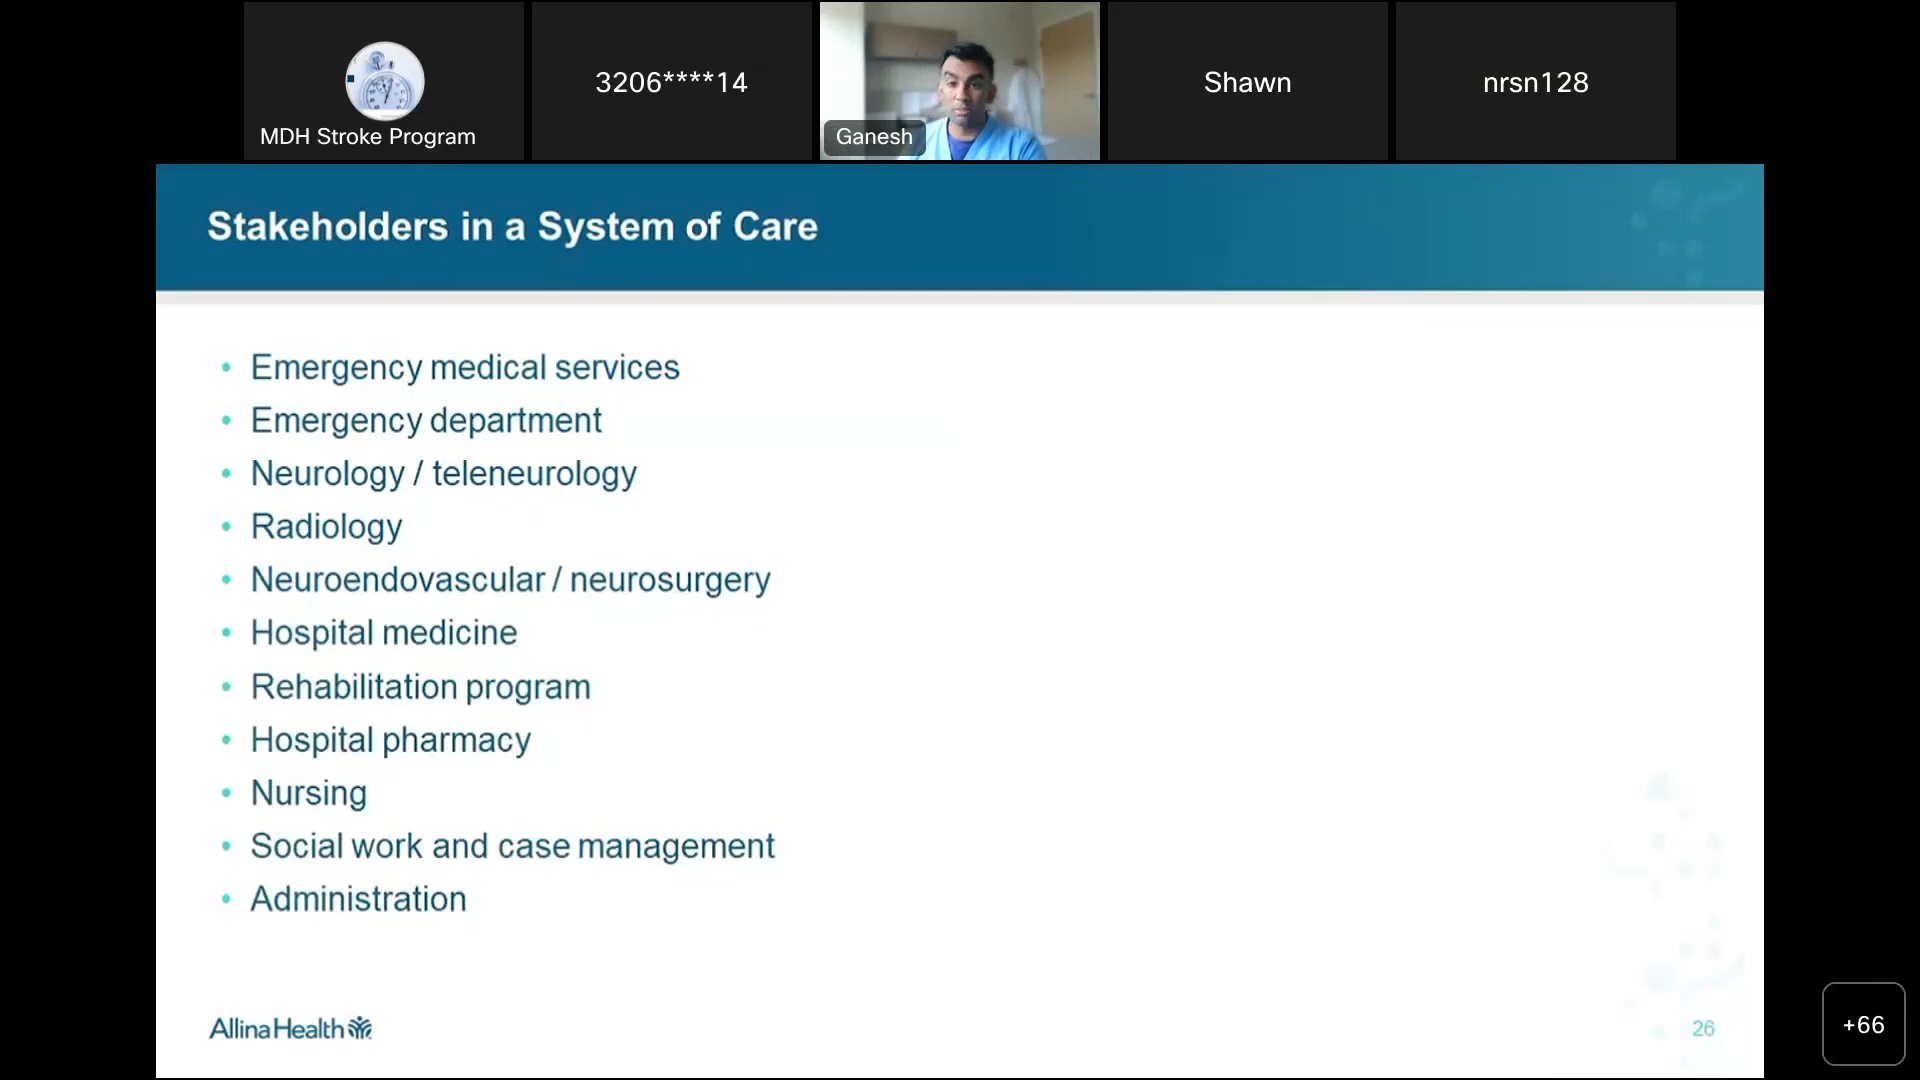 MDH Stroke Program
3206****14
Ganesh
Shawn
nrsn128
Stakeholders in a System of Care
• Emergency medical services
• Emergency department
• Neurology / teleneurology
• Radiology
• Neuroendovascular / neurosurgery
• Hospital medicine
• Rehabilitation program
• Hospital pharmacy
• Nursing
• Social work and case management
• Administration
Allina Health
26
+66